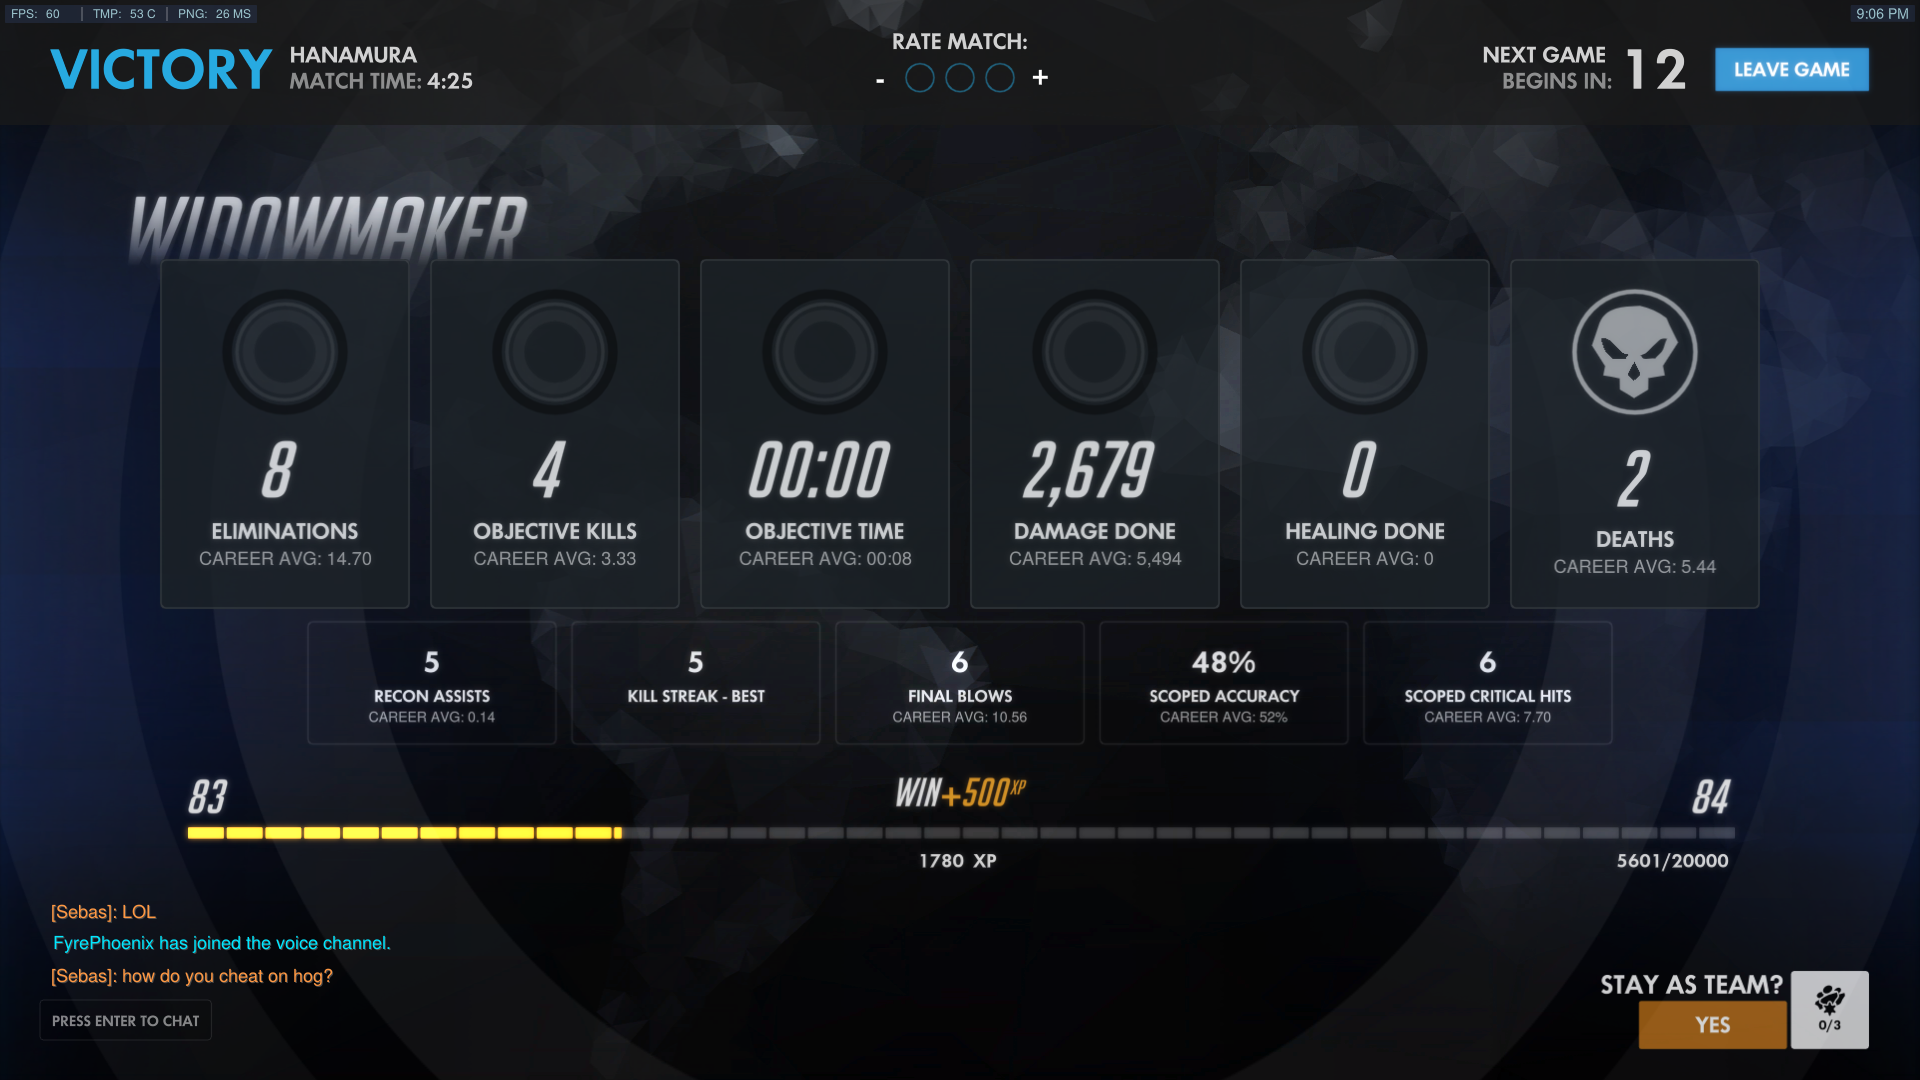 FPS: 60 | TMP: 53 C | PNG: 26 MS
9:06 PM
VICTORY
HANAMURA
MATCH TIME: 4:25
RATE MATCH:
- +
NEXT GAME
BEGINS IN:
12
LEAVE GAME
WIDOWMAKER
8
ELIMINATIONS
CAREER AVG: 14.70
4
OBJECTIVE KILLS
CAREER AVG: 3.33
00:00
OBJECTIVE TIME
CAREER AVG: 00:08
2,679
DAMAGE DONE
CAREER AVG: 5,494
0
HEALING DONE
CAREER AVG: 0
2
DEATHS
CAREER AVG: 5.44
5
RECON ASSISTS
CAREER AVG: 0.14
5
KILL STREAK - BEST
6
FINAL BLOWS
CAREER AVG: 10.56
48%
SCOPED ACCURACY
CAREER AVG: 52%
6
SCOPED CRITICAL HITS
CAREER AVG: 7.70
83
WIN+500XP
84
1780 XP
5601/20000
[Sebas]: LOL
FyrePhoenix has joined the voice channel.
[Sebas]: how do you cheat on hog?
PRESS ENTER TO CHAT
STAY AS TEAM?
YES
0/3